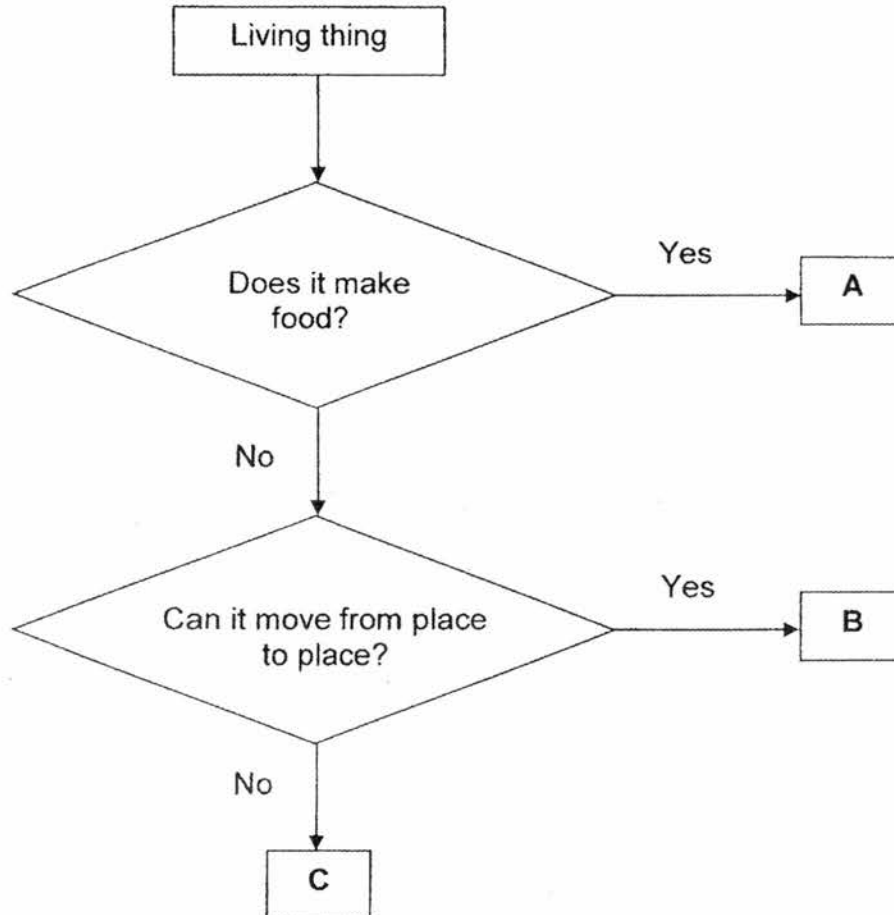 Living thing
Does it make
food?
Yes
A
No
Can it move from place
to place?
Yes
B
No
C